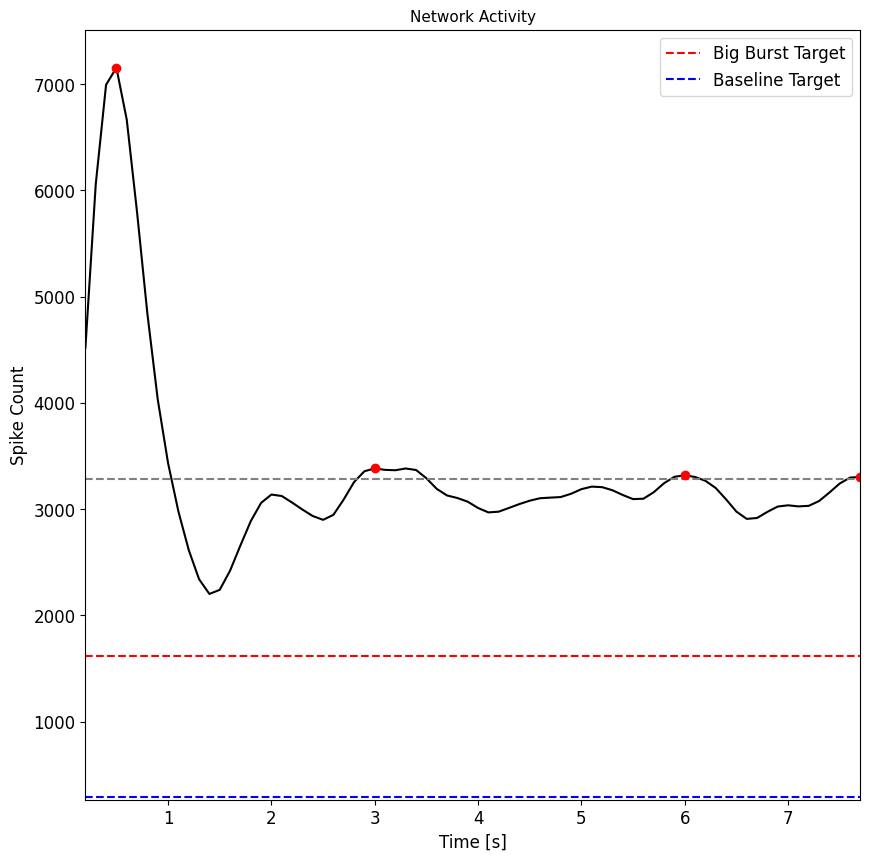 Network Activity
Big Burst Target
Baseline Target
Spike Count
7000
6000
5000
4000
3000
2000
1000
1 2 3 4 5 6 7
Time [s]